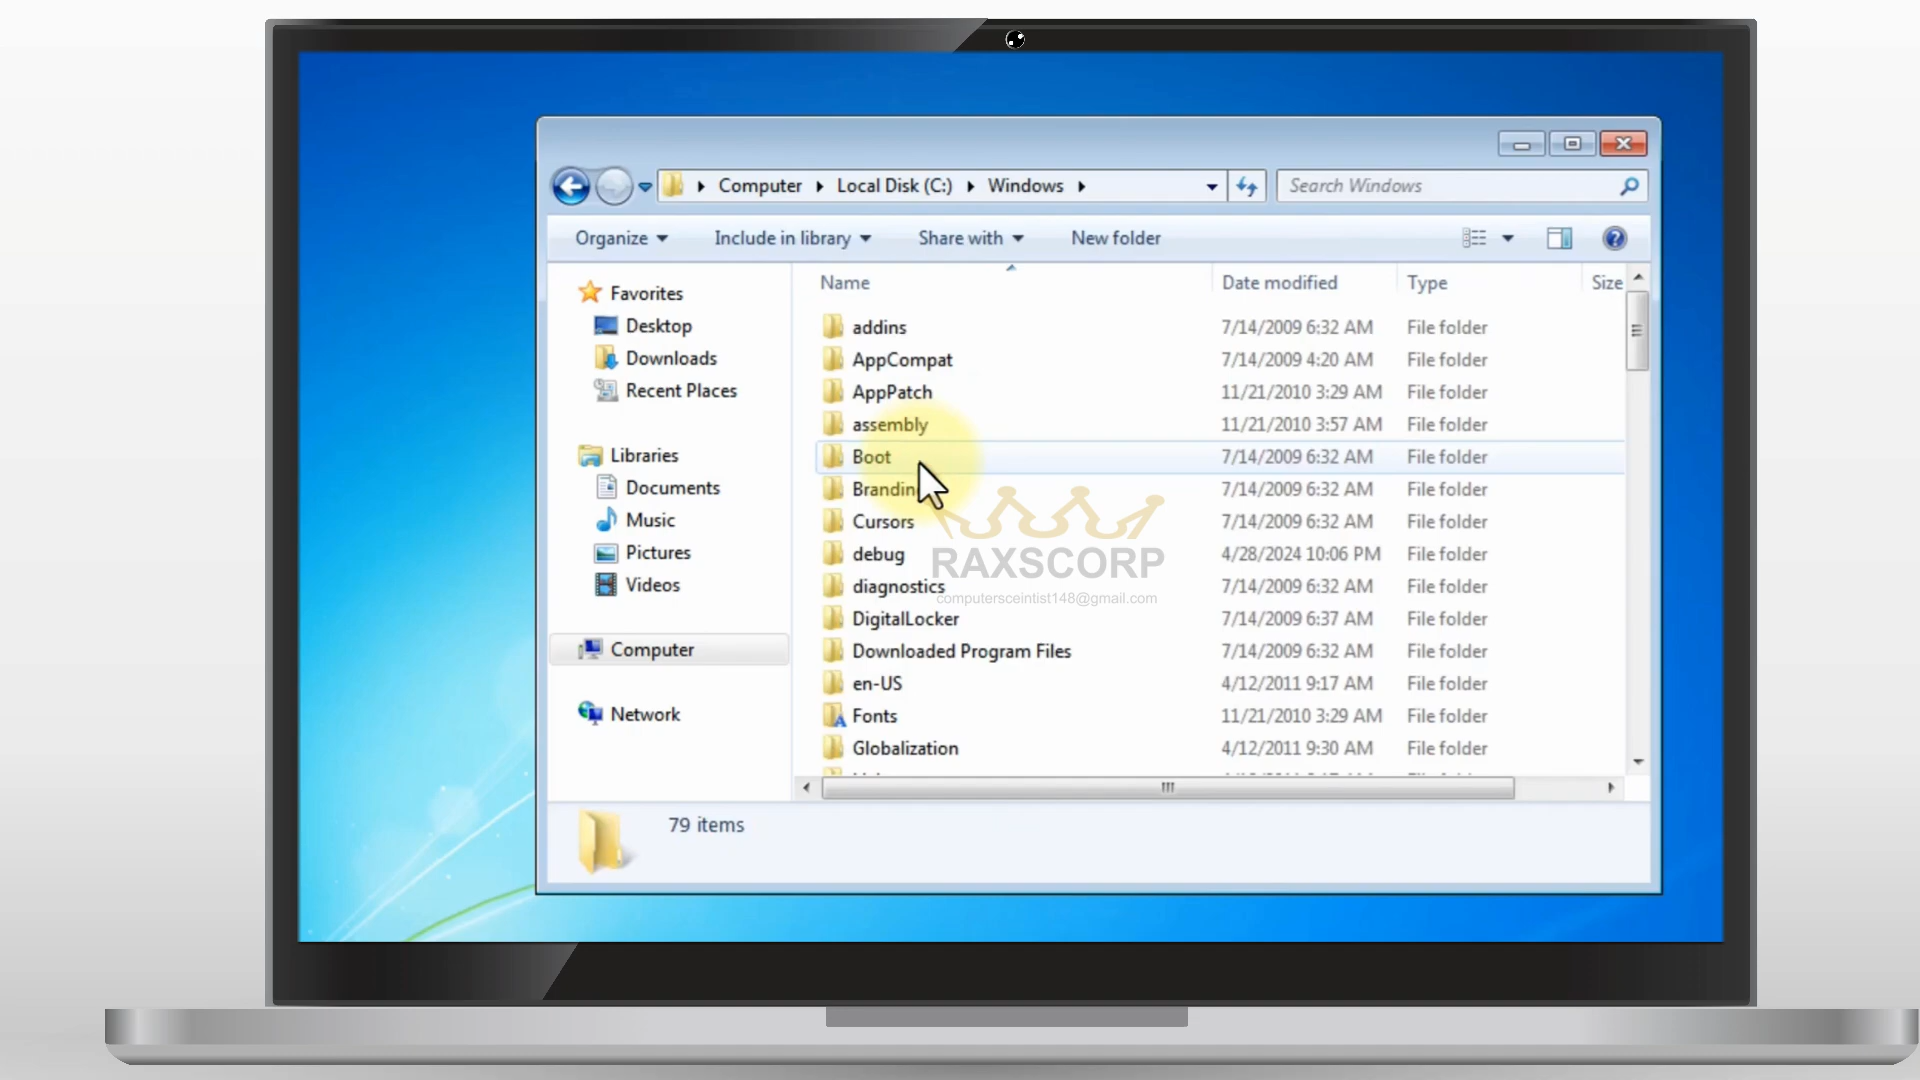 Computer Local Disk (C:) Windows
Search Windows
Organize Include in library Share with New folder
Name Date modified Type Size
Favorites
Desktop
Downloads
Recent Places
Libraries
Documents
Music
Pictures
Videos
Computer
Network
addins 7/14/2009 6:32 AM File folder
AppCompat 7/14/2009 4:20 AM File folder
AppPatch 11/21/2010 3:29 AM File folder
assembly 11/21/2010 3:57 AM File folder
Boot 7/14/2009 6:32 AM File folder
Branding 7/14/2009 6:32 AM File folder
Cursors 7/14/2009 6:32 AM File folder
debug 4/28/2024 10:06 PM File folder
diagnostics 7/14/2009 6:32 AM File folder
DigitalLocker 7/14/2009 6:37 AM File folder
Downloaded Program Files 7/14/2009 6:32 AM File folder
en-US 4/12/2011 9:17 AM File folder
Fonts 11/21/2010 3:29 AM File folder
Globalization 4/12/2011 9:30 AM File folder
RAXSCORP
computersceintist148@gmail.com
79 items